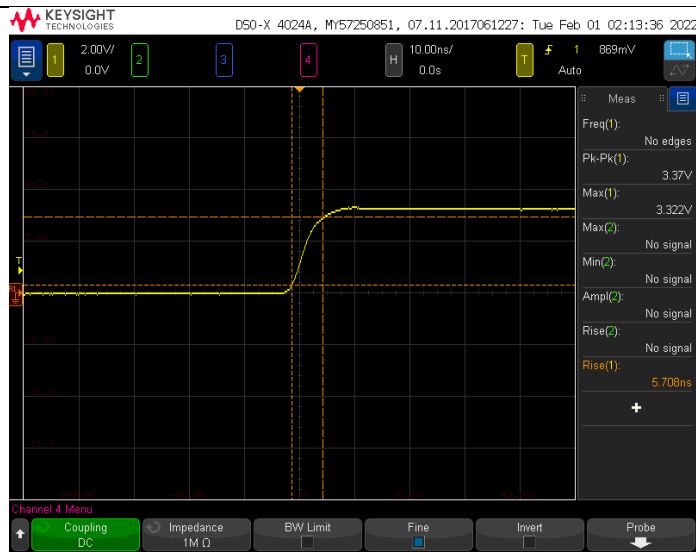 KEYSIGHT
TECHNOLOGIES
DSO-X 4024A, MY57250851, 07.11.2017061227: Tue Feb 01 02:13:36 2022
1 2.00V/ 2 3 4 H 10.00ns/ T 1 869mV
0.0V 0.0s Auto
Meas
Freq(1):
No edges
Pk-Pk(1):
3.37V
Max(1):
3.322V
Max(2):
No signal
Min(2):
No signal
Ampl(2):
No signal
Rise(2):
No signal
Rise(1):
5.708ns
+
T
Channel 4 Menu
Coupling Impedance BW Limit Fine Invert Probe
DC 1M Ω